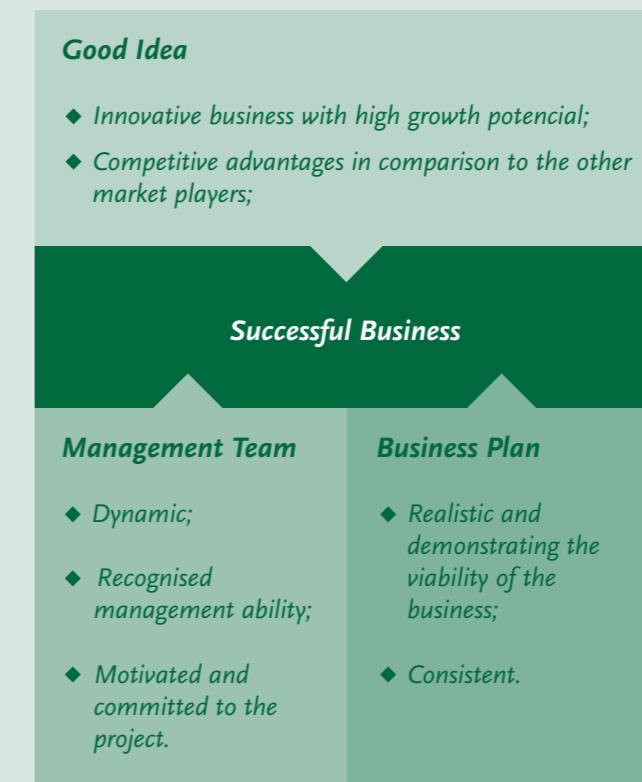 Good Idea
◆ Innovative business with high growth potencial;
◆ Competitive advantages in comparison to the other
market players;
Successful Business
Management Team
◆ Dynamic;
◆ Recognised
management ability;
◆ Motivated and
committed to the
project.
Business Plan
◆ Realistic and
demonstrating the
viability of the
business;
◆ Consistent.